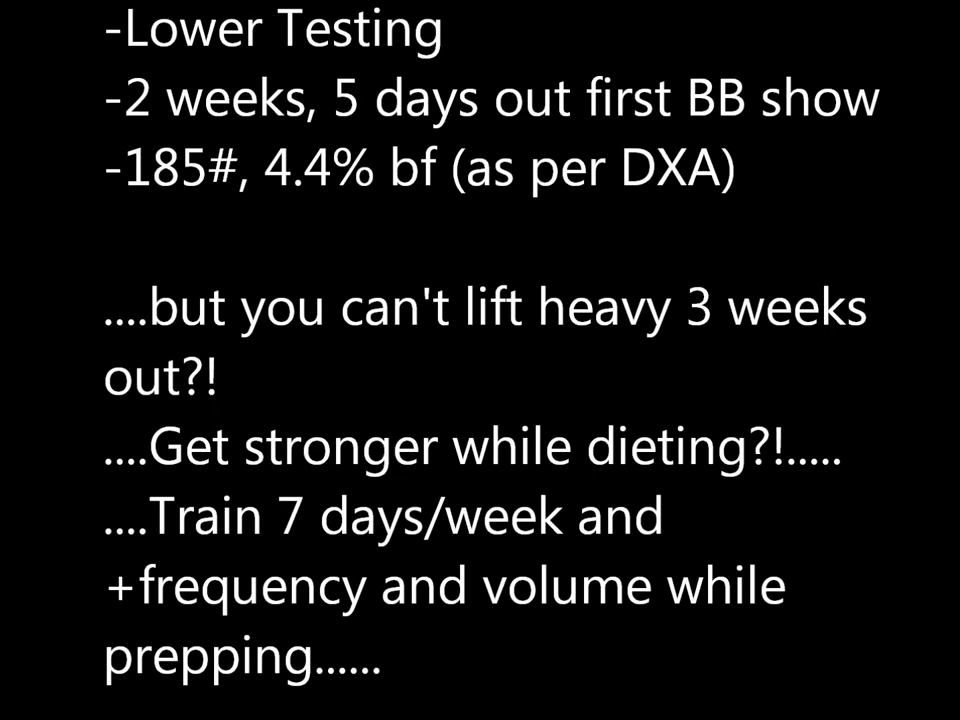 -Lower Testing
-2 weeks, 5 days out first BB show
-185#, 4.4% bf (as per DXA)
....but you can't lift heavy 3 weeks
out?!
....Get stronger while dieting?!.....
....Train 7 days/week and
+frequency and volume while
prepping......